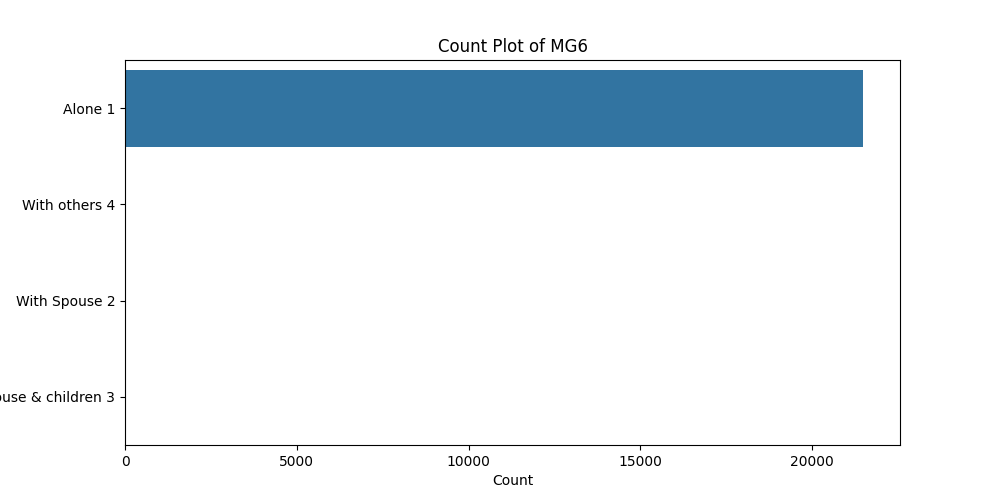 Count Plot of MG6
Alone 1
With others 4
With Spouse 2
& children 3
0 5000 10000 15000 20000
Count